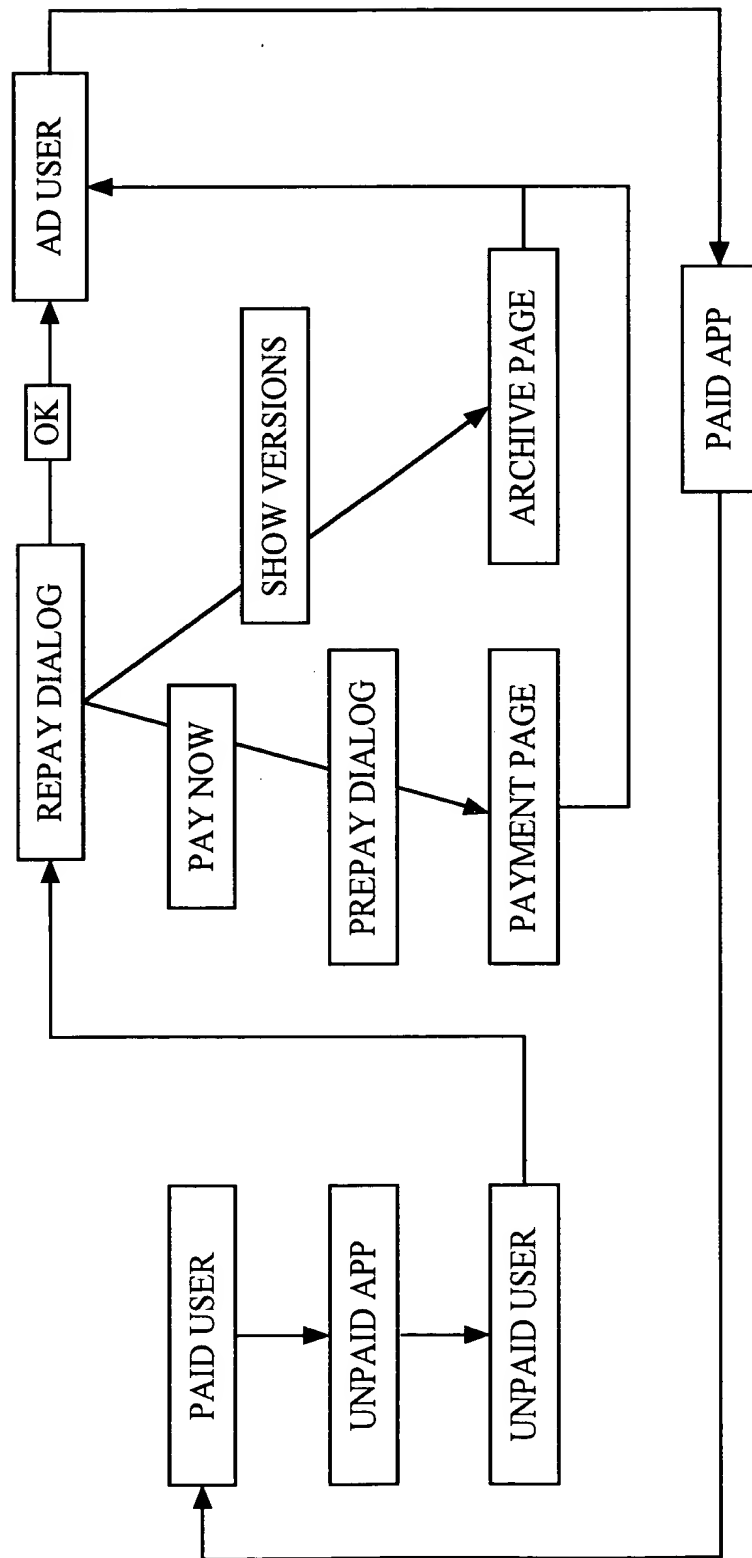 PAID USER
UNPAID APP
UNPAID USER
REPAY DIALOG
PAY NOW
PREPAY DIALOG
PAYMENT PAGE
SHOW VERSIONS
ARCHIVE PAGE
OK
AD USER
PAID APP